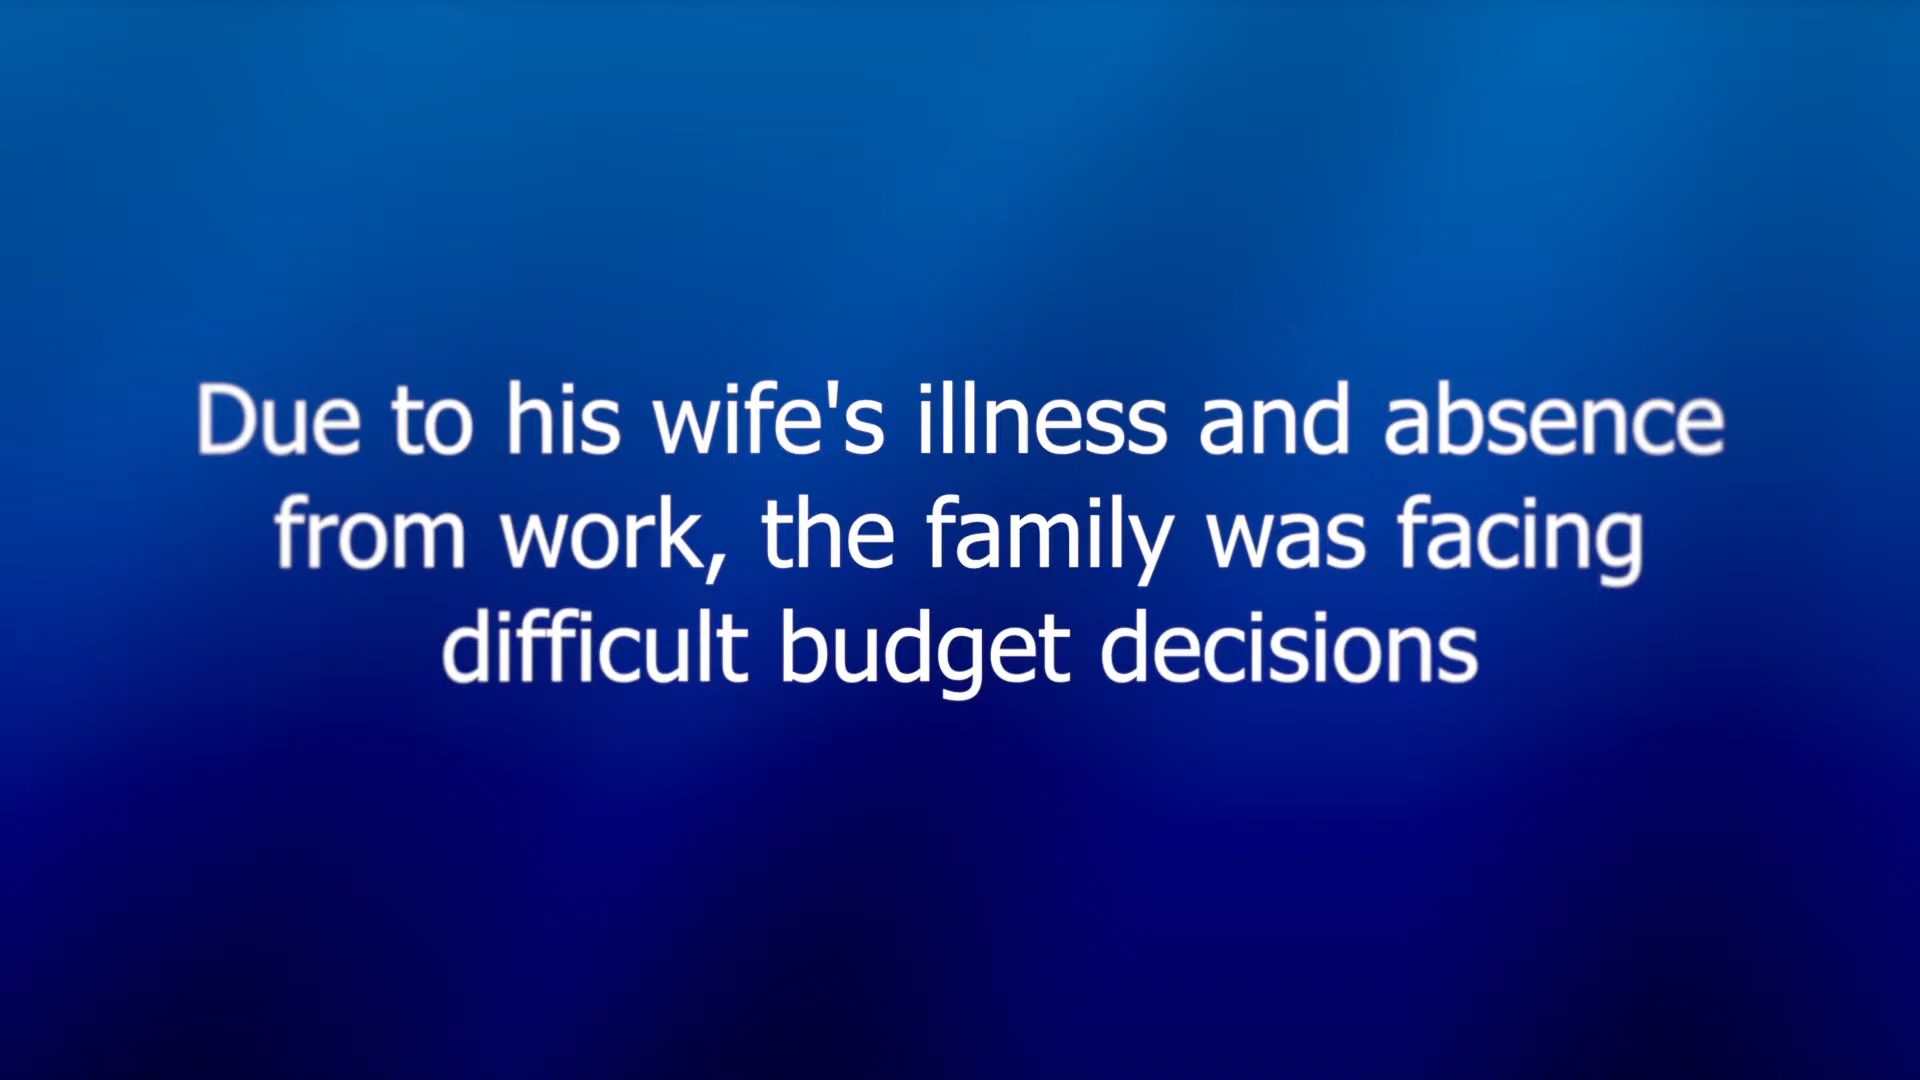 Due to his wife's illness and absence
from work, the family was facing
difficult budget decisions